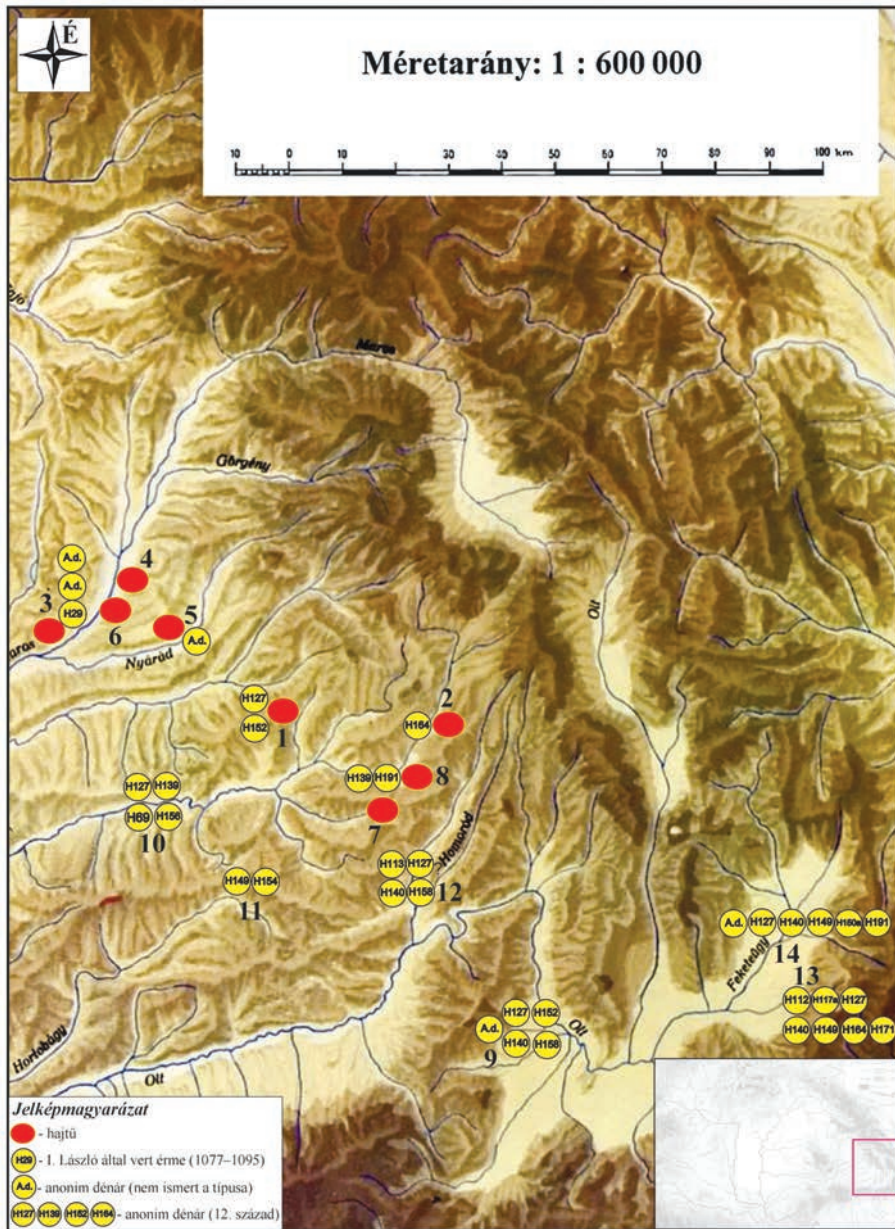 É
Méretarány: 1 : 600 000
10 0 10 20 30 40 50 60 70 80 90 100 km
Maros
Görgény
A.d.
A.d.
4
3
H29
6
5
A.d.
Nyárád
Olt
H127
H152
1
2
H164
H139 H191
8
7
H127 H139
H69 H156
10
Homoród
H113 H127
H140 H158
12
H149 H154
11
A.d. H127 H140 H149 H150a H191
14
Feketeügy
13
H112 H117a H127
H140 H149 H164 H171
H127 H152
A.d.
H140 H158
9
Olt
Hortobágy
Olt
Jelképmagyarázat
- hajtű
H29 - I. László által vert érme (1077–1095)
A.d. - anonim dénár (nem ismert a típusa)
H127 H139 H152 H164 - anonim dénár (12. század)